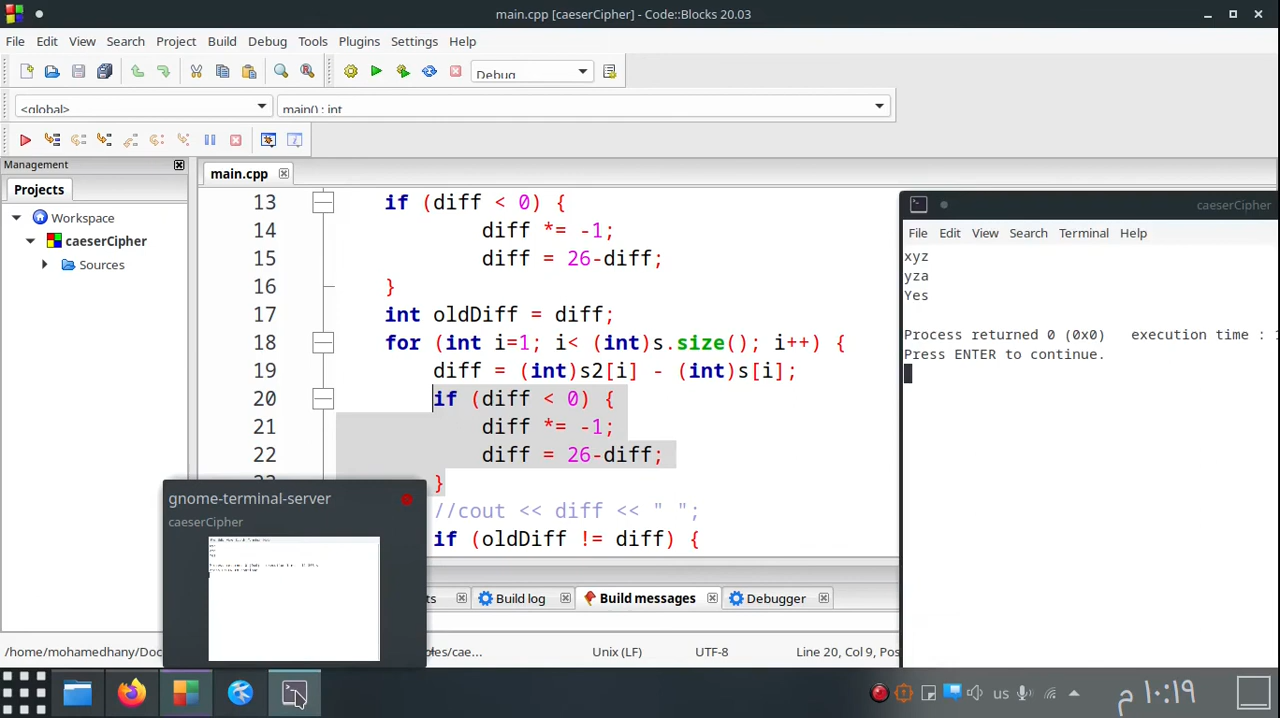 main.cpp [caeserCipher] - Code::Blocks 20.03
File Edit View Search Project Build Debug Tools Plugins Settings Help
Debug
<global>
main() : int
Management
main.cpp
Projects
Workspace
caeserCipher
Sources
13 if (diff < 0) {
14 diff *= -1;
15 diff = 26-diff;
16 }
17 int oldDiff = diff;
18 for (int i=1; i< (int)s.size(); i++) {
19 diff = (int)s2[i] - (int)s[i];
20 if (diff < 0) {
21 diff *= -1;
22 diff = 26-diff;
}
//cout << diff << " ";
if (oldDiff != diff) {
caeserCipher
File Edit View Search Terminal Help
xyz
yza
Yes
Process returned 0 (0x0) execution time :
Press ENTER to continue.
gnome-terminal-server
caeserCipher
ts
Build log
Build messages
Debugger
/home/mohamedhany/Doc
les/cae...
Unix (LF)
UTF-8
Line 20, Col 9, Pos
us
١٠:١٩ م